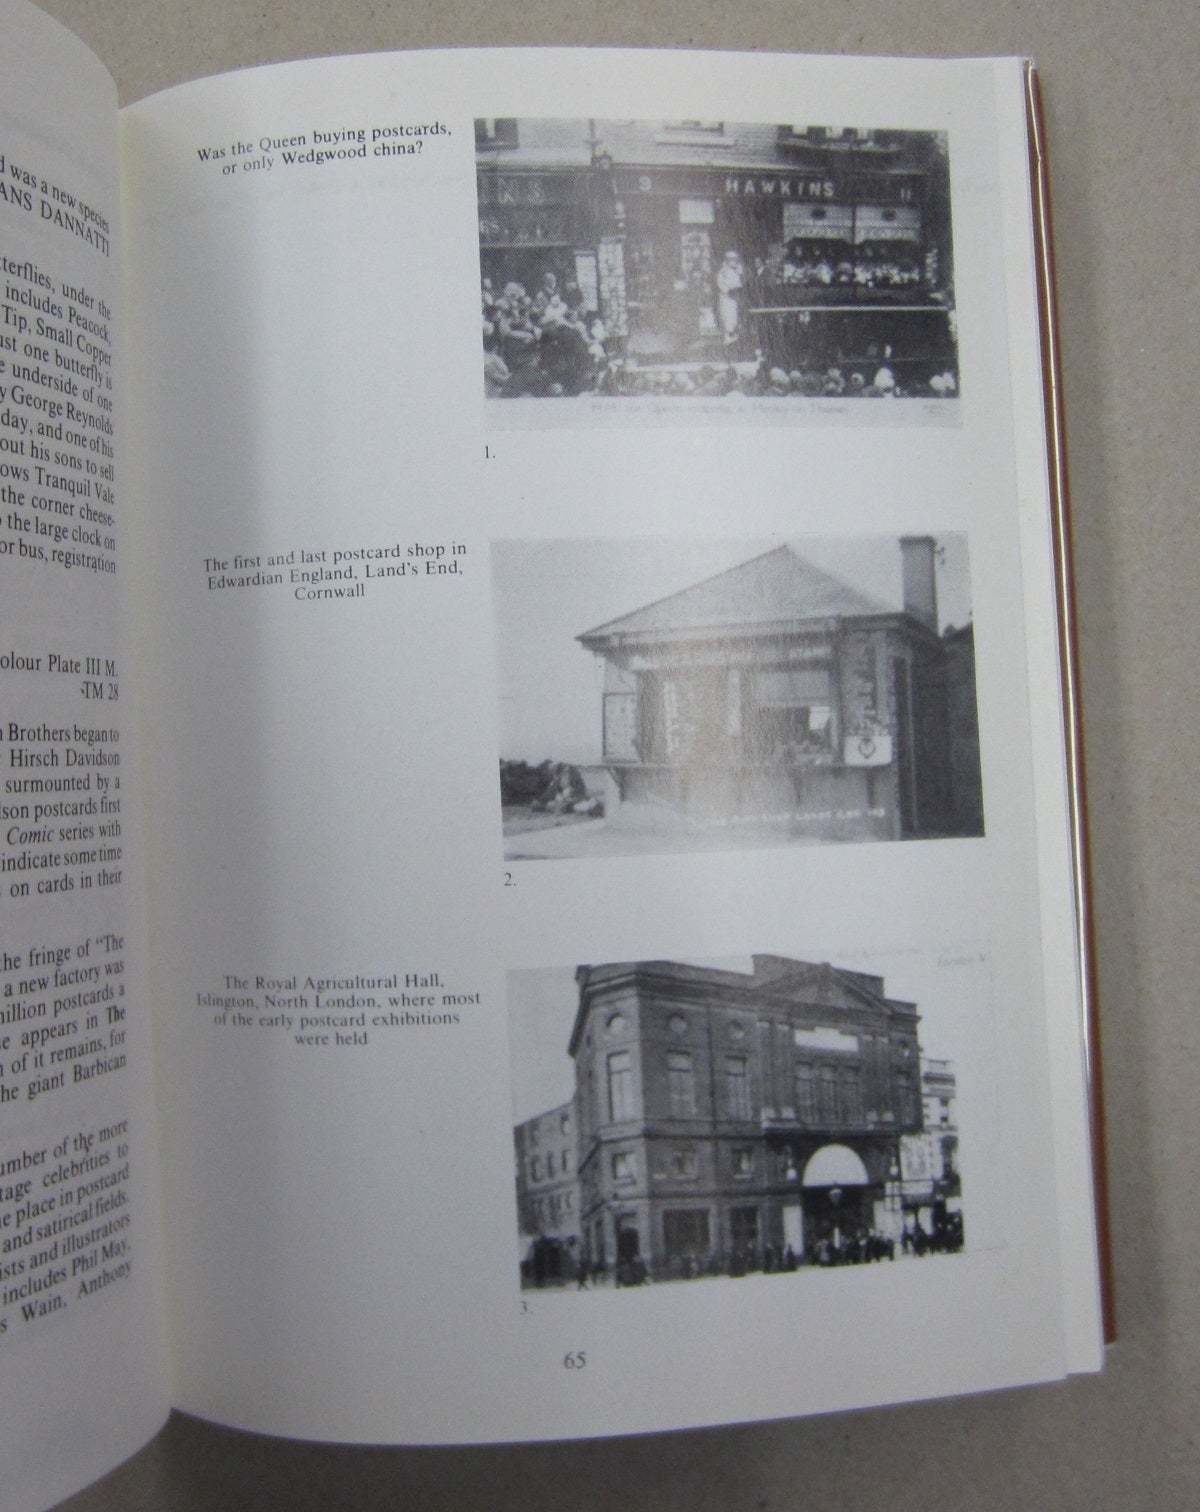 d was a new species
ANS DANNATT)
tterflies, under the
includes Peacock,
Tip, Small Copper
ust one butterfly is
e underside of one
y George Reynolds
day, and one of his
out his sons to sell
ows Tranquil Vale
the corner cheese-
the large clock on
or bus, registration
olour Plate III M.
TM 28
Brothers began to
Hirsch Davidson
surmounted by a
lson postcards first
Comic series with
indicate some time
on cards in their
he fringe of "The
a new factory was
million postcards a
e appears in The
of it remains, for
he giant Barbican
umber of the more
tage celebrities to
e place in postcard
and satirical fields.
ists and illustrators
includes Phil May,
s Wain, Anthony
Was the Queen buying postcards,
or only Wedgwood china?
9 HAWKINS 11
1.
The first and last postcard shop in
Edwardian England, Land's End,
Cornwall
2.
The Royal Agricultural Hall,
Islington, North London, where most
of the early postcard exhibitions
were held
London N
3.
65